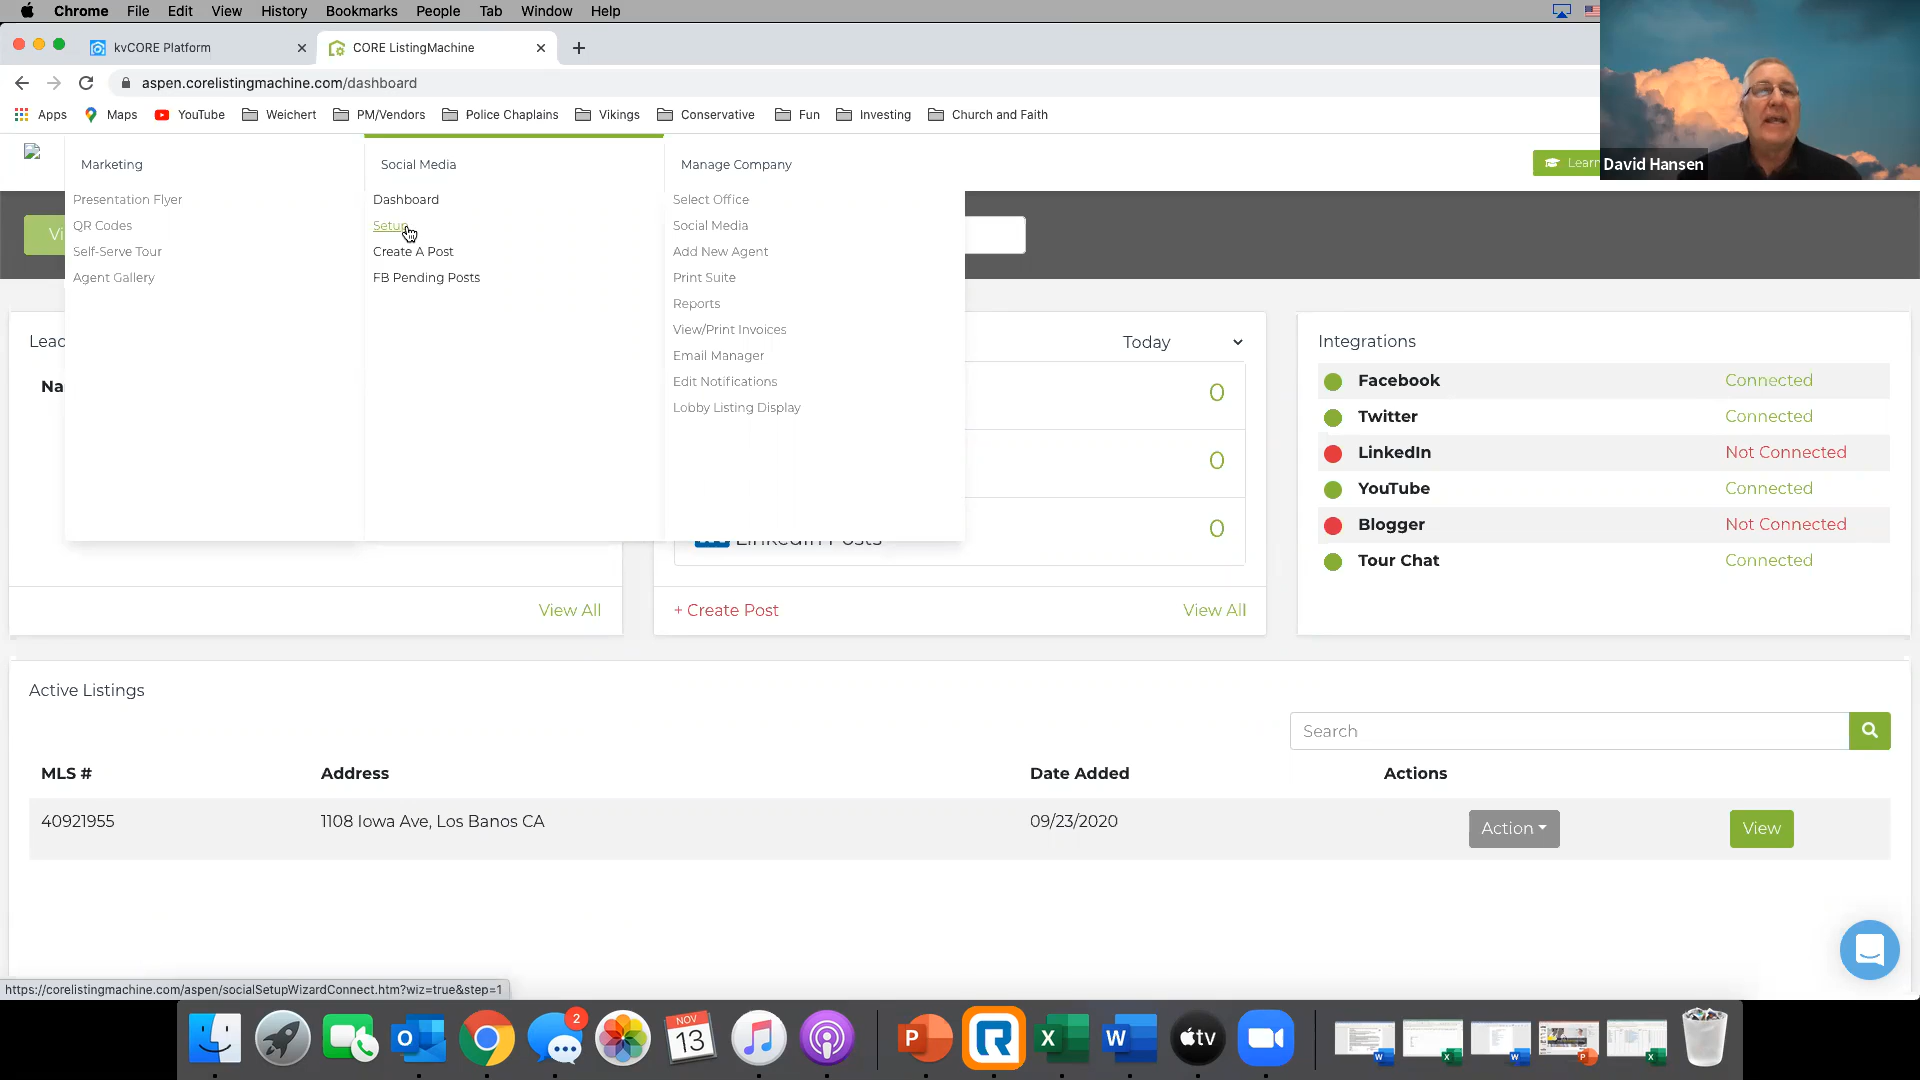 Chrome File Edit View History Bookmarks People Tab Window Help
kvCORE Platform
CORE ListingMachine
aspen.corelistingmachine.com/dashboard
Apps Maps YouTube Weichert PM/Vendors Police Chaplains Vikings Conservative Fun Investing Church and Faith
David Hansen
Marketing
Presentation Flyer
QR Codes
Self-Serve Tour
Agent Gallery
Social Media
Dashboard
Setup
Create A Post
FB Pending Posts
Manage Company
Select Office
Social Media
Add New Agent
Print Suite
Reports
View/Print Invoices
Email Manager
Edit Notifications
Lobby Listing Display
Learn
Vi
Lead
Na
View All
Today
0
0
LinkedIn Posts 0
+ Create Post View All
Integrations
Facebook Connected
Twitter Connected
LinkedIn Not Connected
YouTube Connected
Blogger Not Connected
Tour Chat Connected
Active Listings
Search
MLS # Address Date Added Actions
40921955 1108 Iowa Ave, Los Banos CA 09/23/2020 Action View
https://corelistingmachine.com/aspen/socialSetupWizardConnect.htm?wiz=true&step=1
2
NOV
13
tv